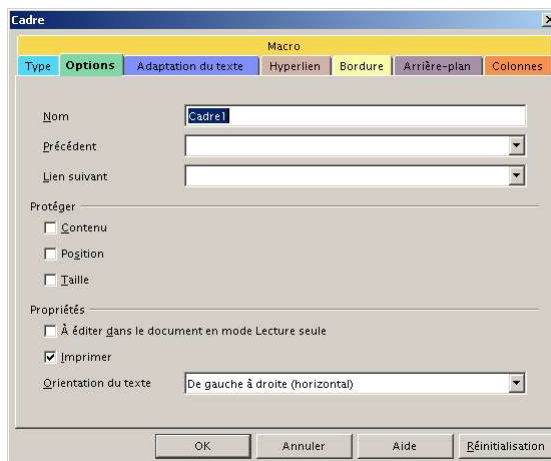 Cadre
Macro
Type Options Adaptation du texte Hyperlien Bordure Arrière-plan Colonnes
Nom Cadre1
Précédent
Lien suivant
Protéger
Contenu
Position
Taille
Propriétés
À éditer dans le document en mode Lecture seule
Imprimer
Orientation du texte De gauche à droite (horizontal)
OK Annuler Aide Réinitialisation